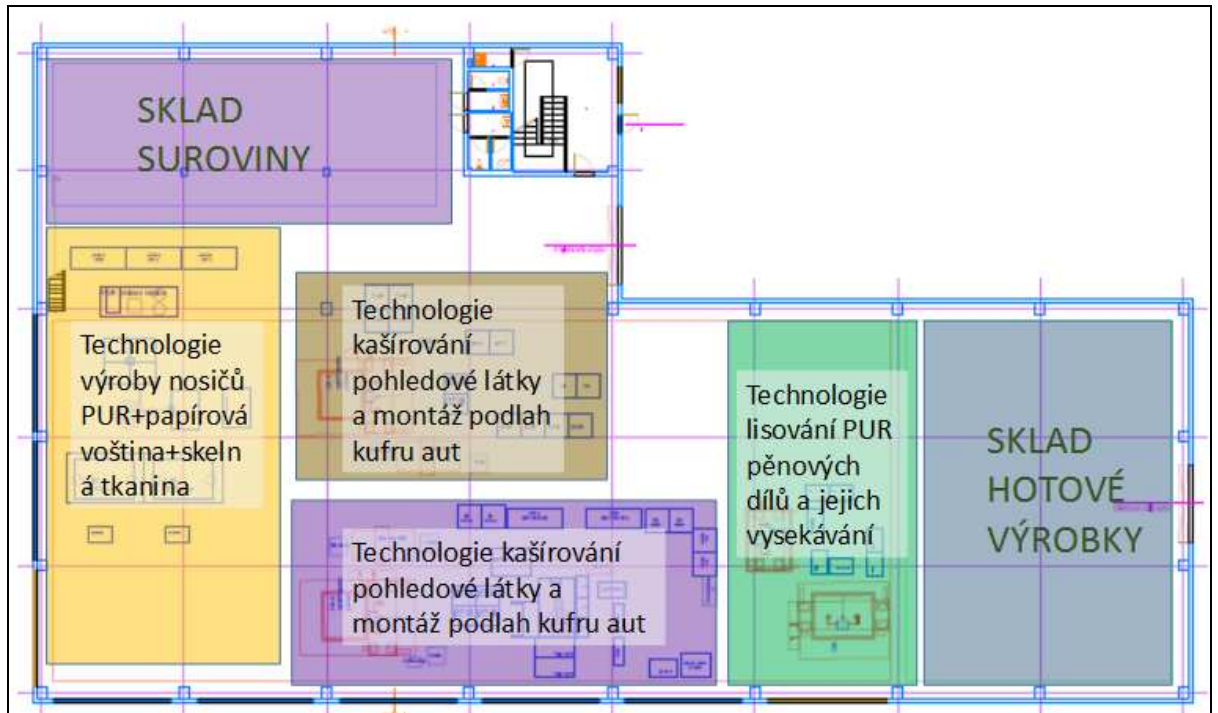 SKLAD
SUROVINY
Technologie
výroby nosičů
PUR+papírová
voština+skeln
á tkanina
Technologie
kašírování
pohledové látky
a montáž podlah
kufru aut
Technologie kašírování
pohledové látky a
montáž podlah kufru aut
Technologie
lisování PUR
pěnových
dílů a jejich
vysekávání
SKLAD
HOTOVÉ
VÝROBKY